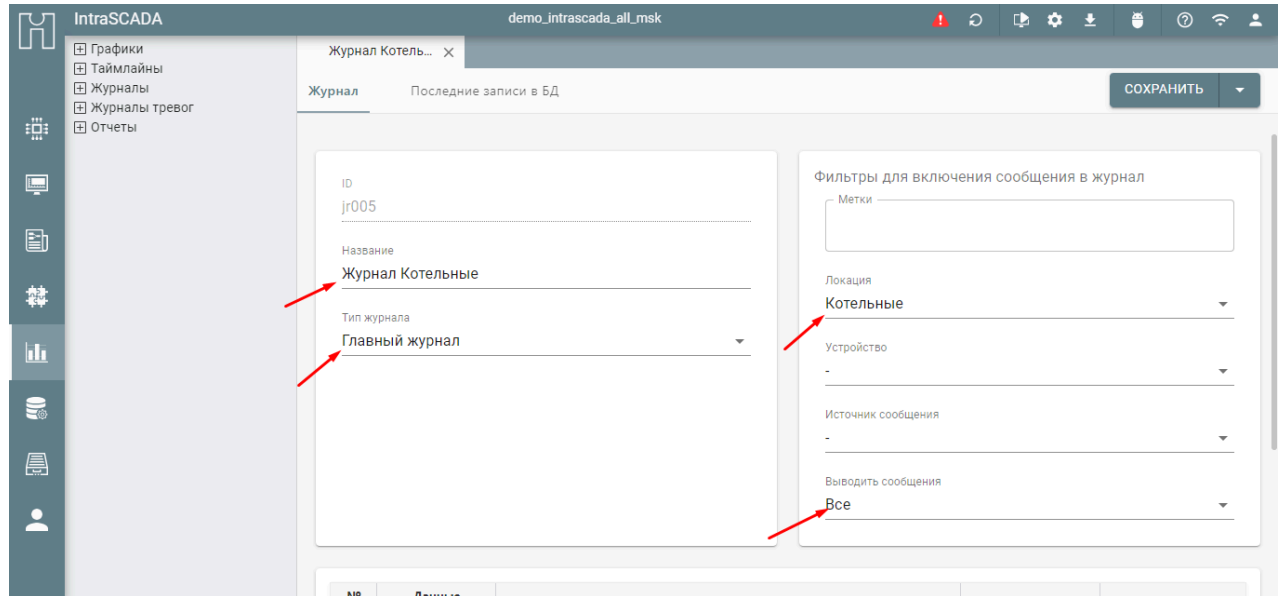 IntraSCADA
demo_intrascada_all_msk
Графики
Таймлайны
Журналы
Журналы тревог
Отчеты
Журнал Котель...
Журнал
Последние записи в БД
СОХРАНИТЬ
ID
jr005
Название
Журнал Котельные
Тип журнала
Главный журнал
Фильтры для включения сообщения в журнал
Метки
Локация
Котельные
Устройство
-
Источник сообщения
-
Выводить сообщения
Все
№
Данные